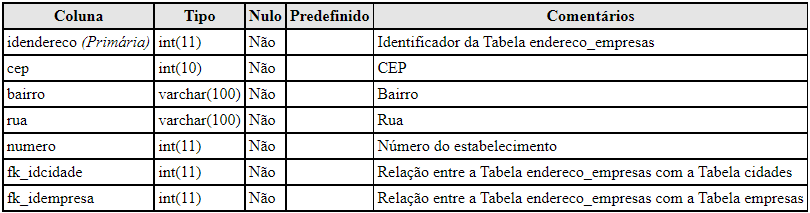 Coluna Tipo Nulo Predefinido Comentários
idendereco (Primária) int(11) Não Identificador da Tabela endereco_empresas
cep int(10) Não CEP
bairro varchar(100) Não Bairro
rua varchar(100) Não Rua
numero int(11) Não Número do estabelecimento
fk_idcidade int(11) Não Relação entre a Tabela endereco_empresas com a Tabela cidades
fk_idempresa int(11) Não Relação entre a Tabela endereco_empresas com a Tabela empresas